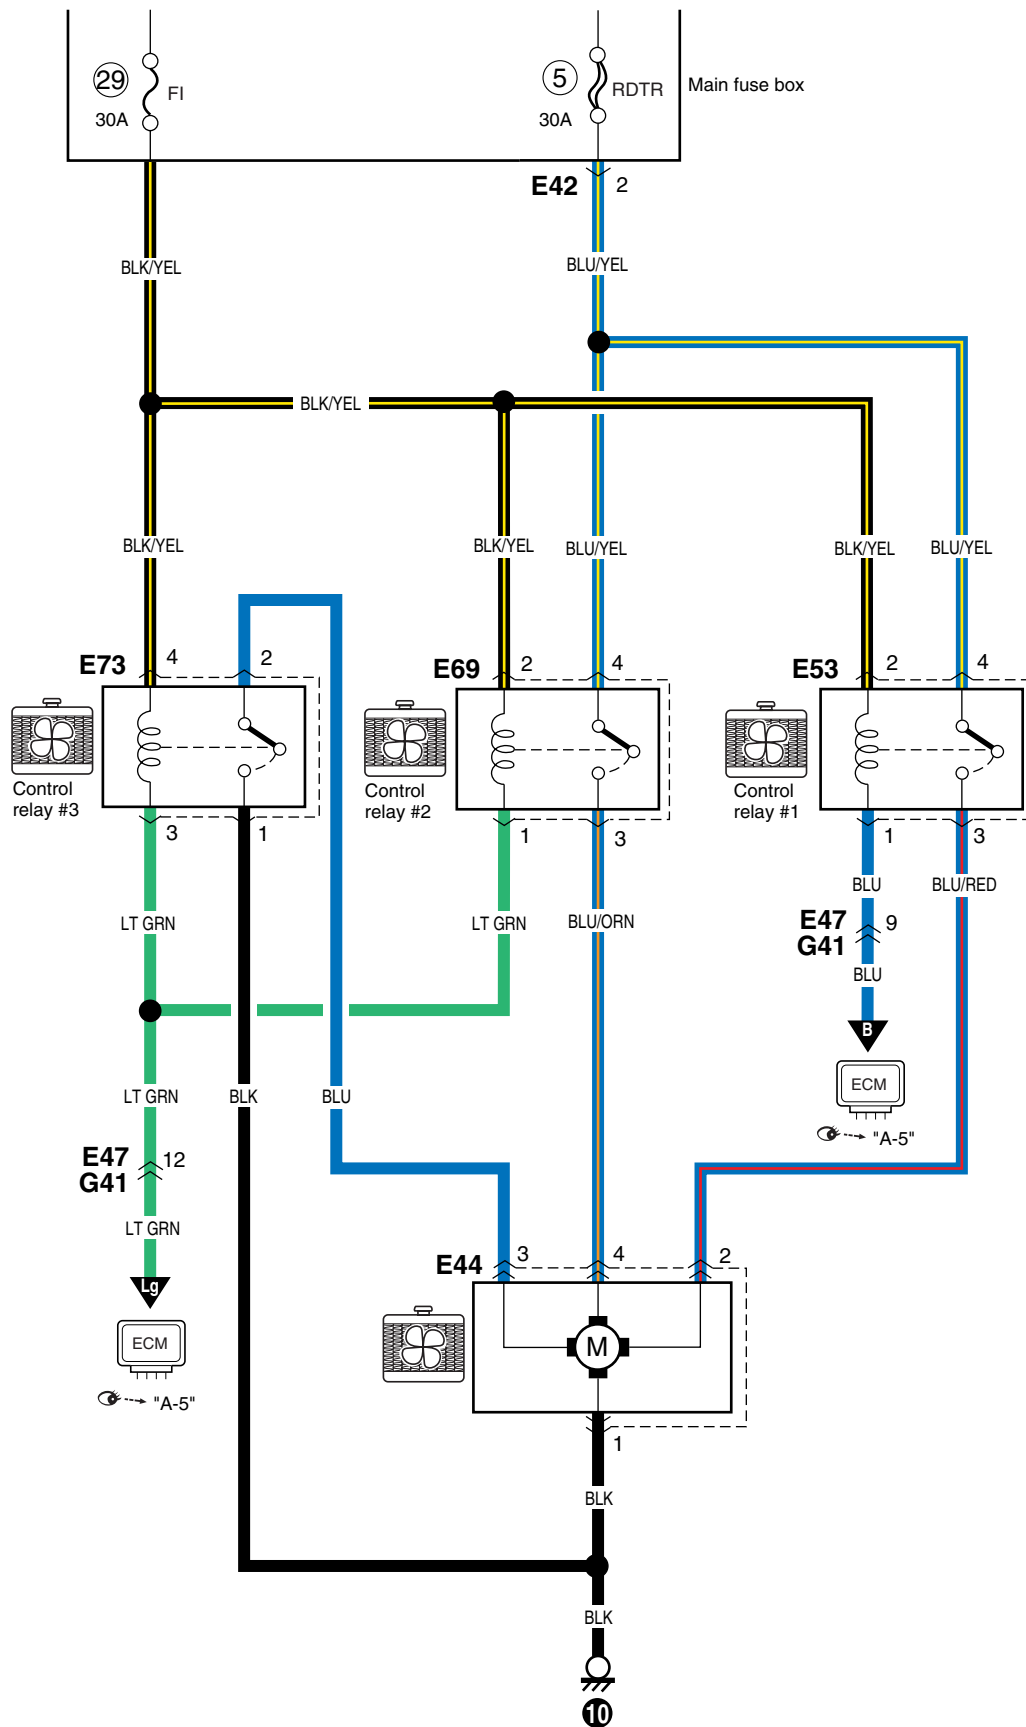 29
FI
30A
5
RDTR
30A
Main fuse box
E42
2
BLK/YEL
BLU/YEL
BLK/YEL
BLK/YEL
BLK/YEL
BLU/YEL
BLK/YEL
BLU/YEL
E73
4
2
E69
2
4
E53
2
4
Control
relay #3
Control
relay #2
Control
relay #1
3
1
1
3
1
3
BLU
BLU/RED
LT GRN
LT GRN
BLU/ORN
E47
G41
9
BLU
B
ECM
"A-5"
LT GRN
BLK
BLU
E47
G41
12
LT GRN
Lg
ECM
"A-5"
E44
3
4
2
M
1
BLK
BLK
10